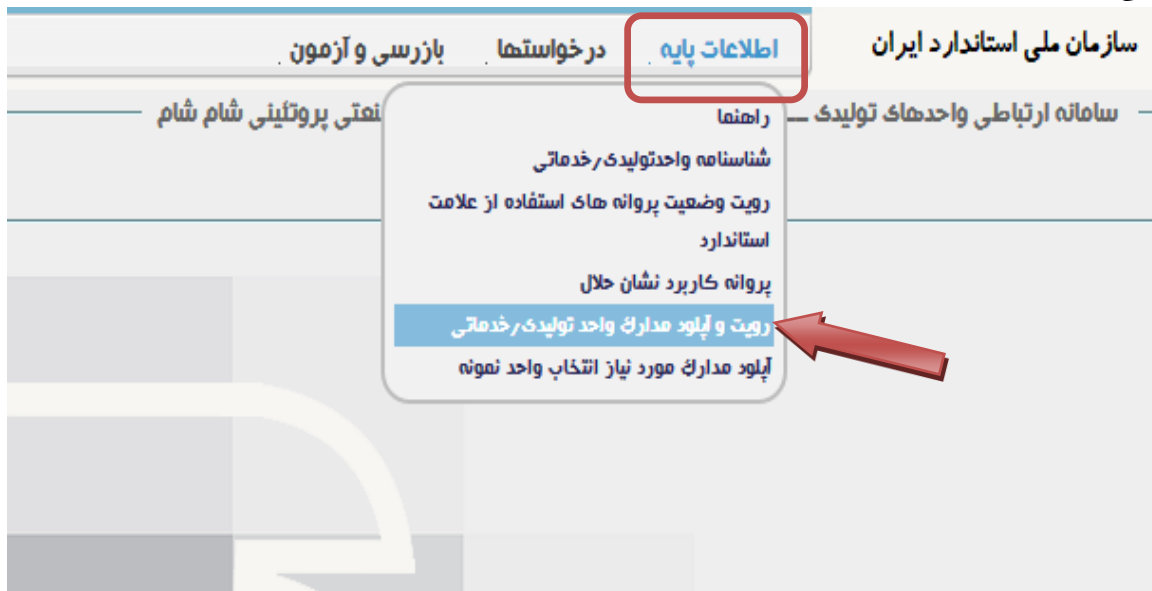 سازمان ملی استاندارد ایران
اطلاعات پایه
درخواستها
بازرسی و آزمون
سامانه ارتباطی واحدهای تولیدی
پروتئینی شام شام
راهنما
شناسنامه واحدتولیدی/خدماتی
رویت وضعیت پروانه های استفاده از علامت
استاندارد
پروانه کاربرد نشان حلال
رویت و آپلود مدارک واحد تولیدی/خدماتی
آپلود مدارک مورد نیاز انتخاب واحد نمونه